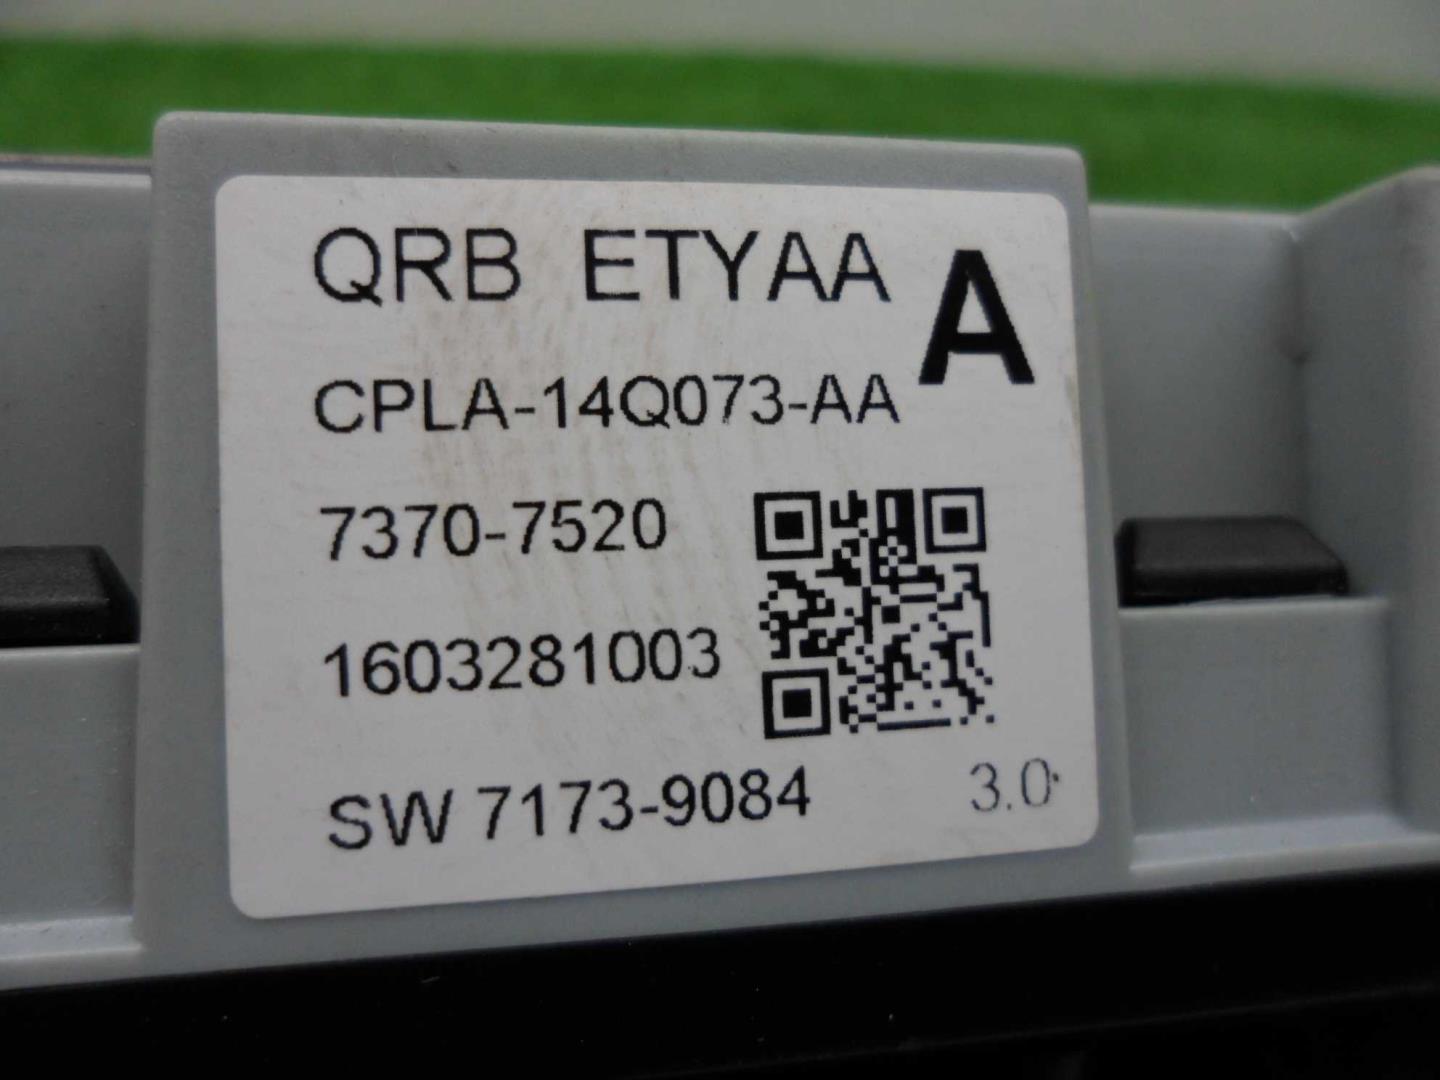 QRB ETYAA
A
CPLA-14Q073-AA
7370-7520
1603281003
SW 7173-9084
3.0